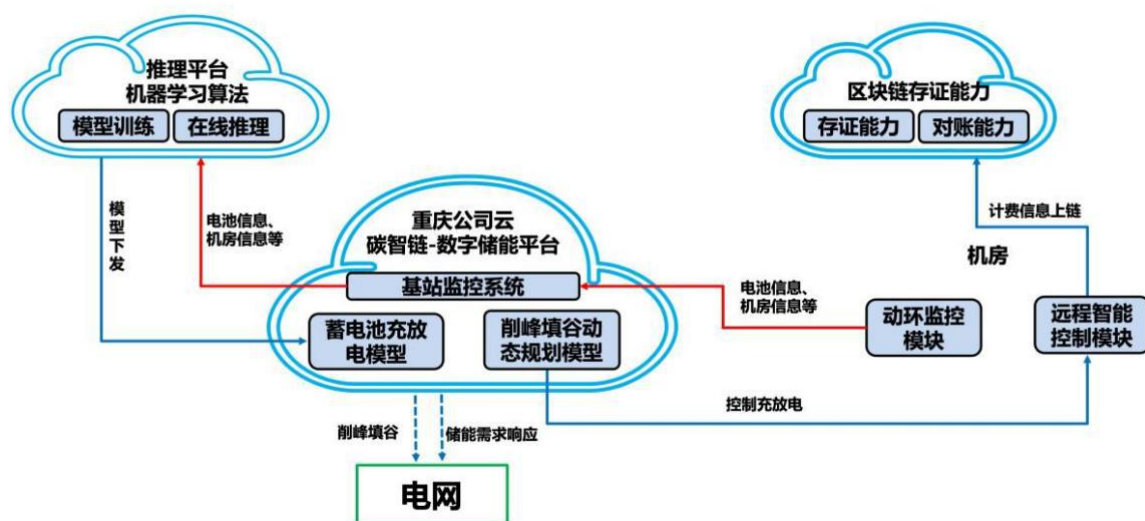 推理平台
机器学习算法
模型训练
在线推理
区块链存证能力
存证能力
对账能力
模型下发
电池信息、
机房信息等
重庆公司云
碳智链-数字储能平台
基站监控系统
蓄电池充放
电模型
削峰填谷动
态规划模型
电池信息、
机房信息等
计费信息上链
机房
动环监控
模块
远程智能
控制模块
控制充放电
削峰填谷
储能需求响应
电网